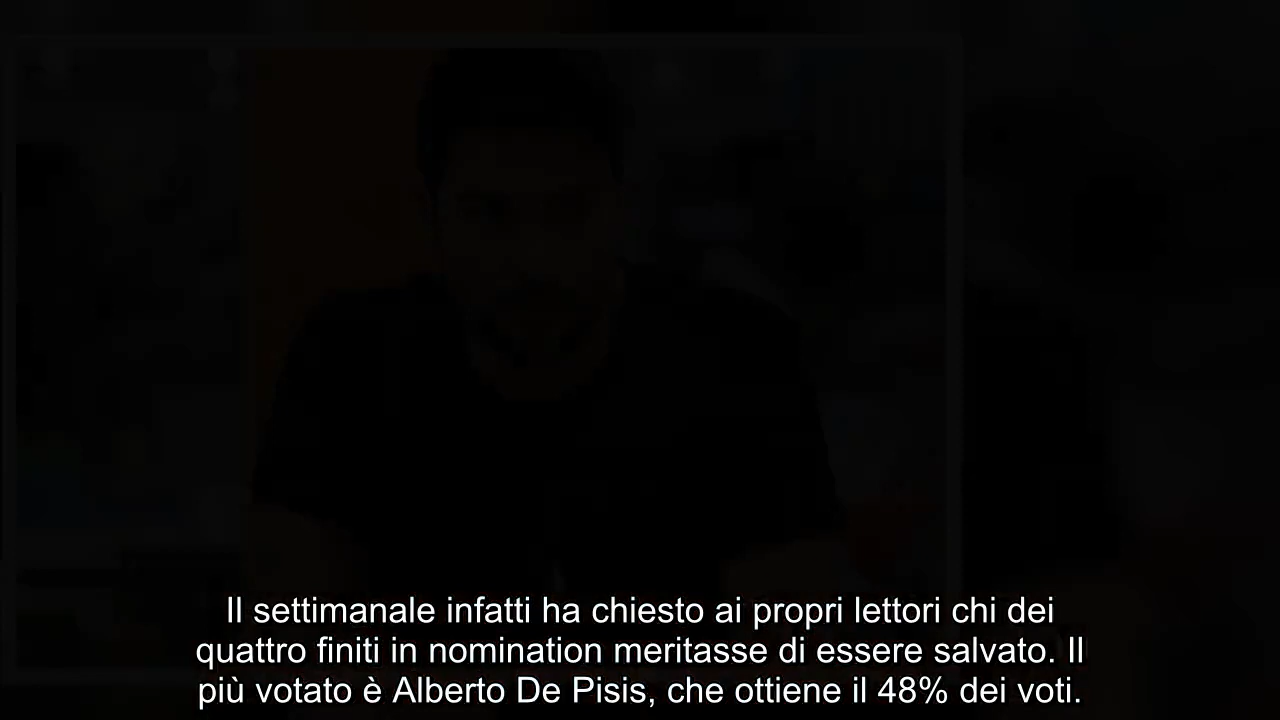 Il settimanale infatti ha chiesto ai propri lettori chi dei
quattro finiti in nomination meritasse di essere salvato. Il
più votato è Alberto De Pisis, che ottiene il 48% dei voti.